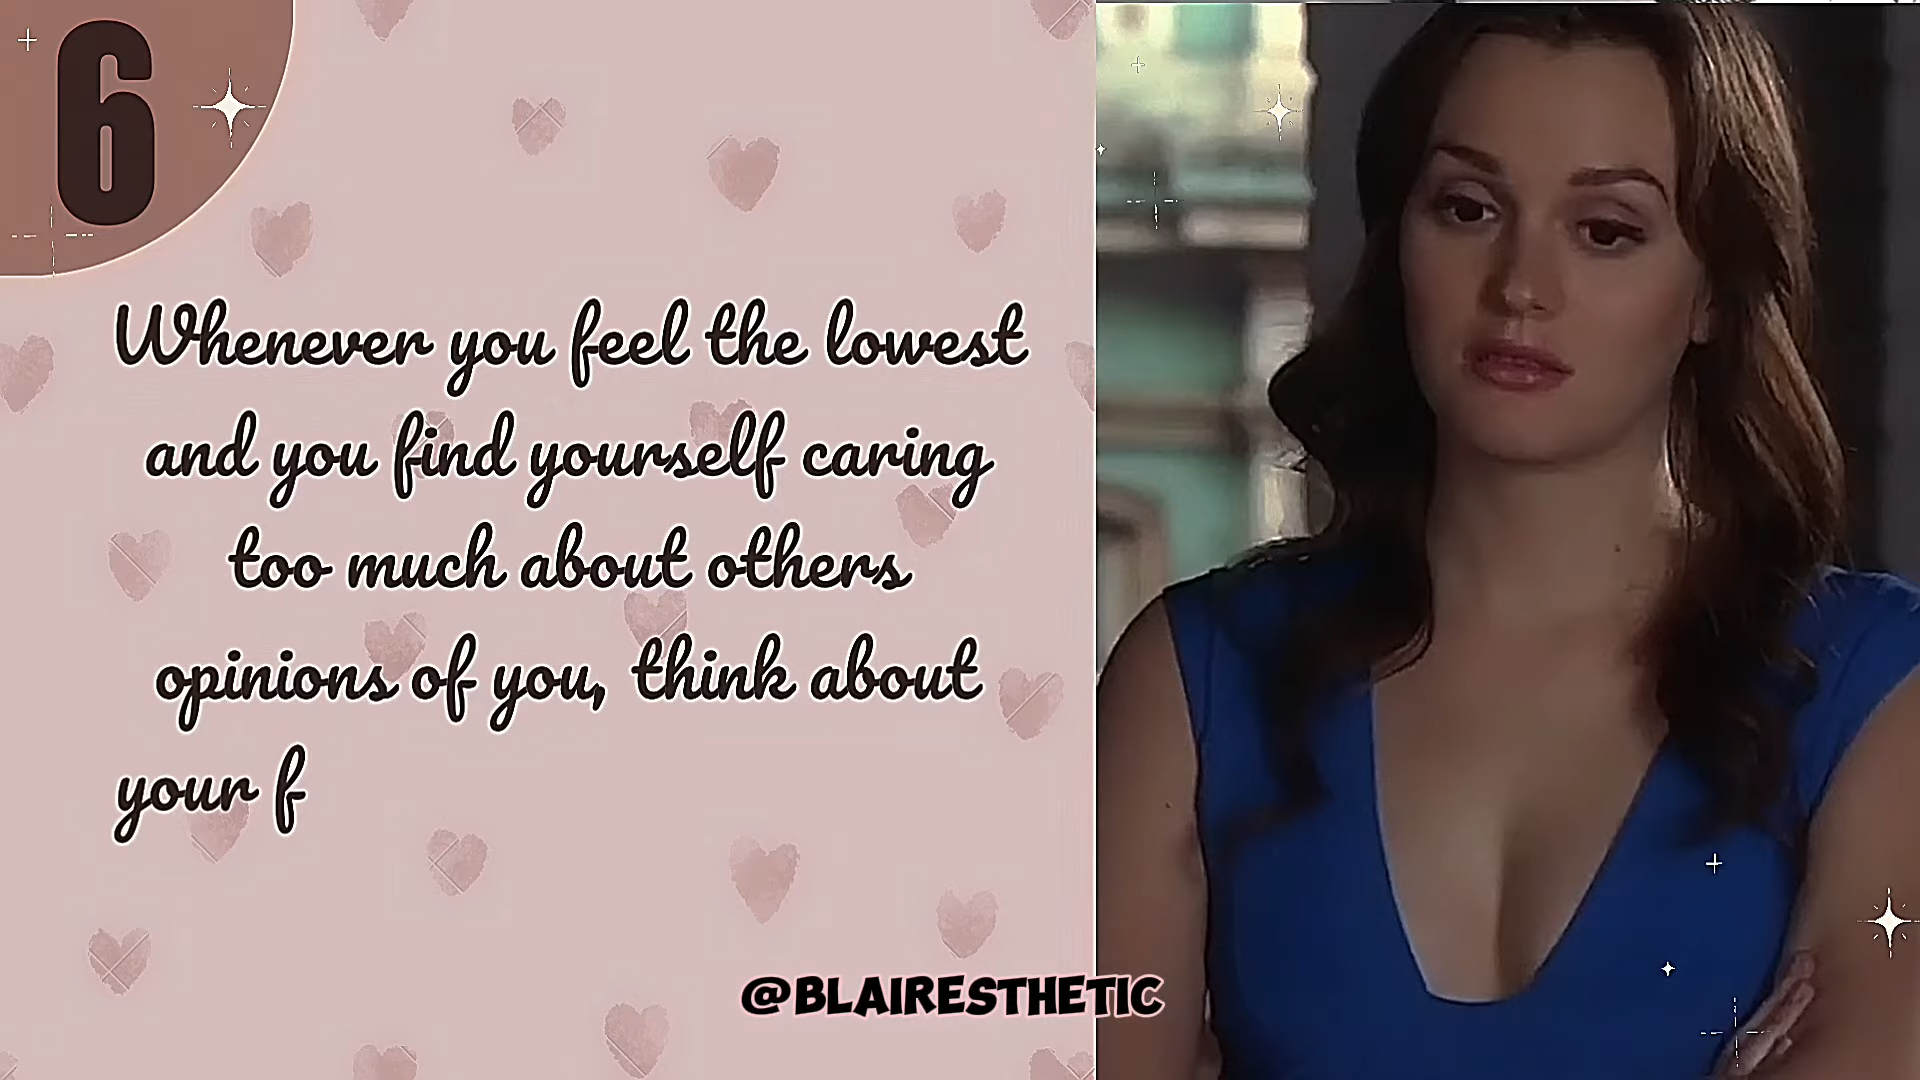 6
Whenever you feel the lowest
and you find yourself caring
too much about others
opinions of you, think about
your f
@BLAIRESTHETIC